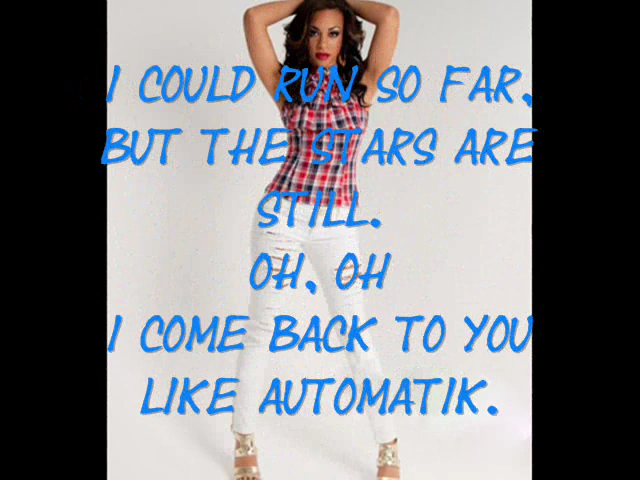 I COULD RUN SO FAR,
BUT THE STARS ARE
STILL.
OH, OH
I COME BACK TO YOU
LIKE AUTOMATIK.